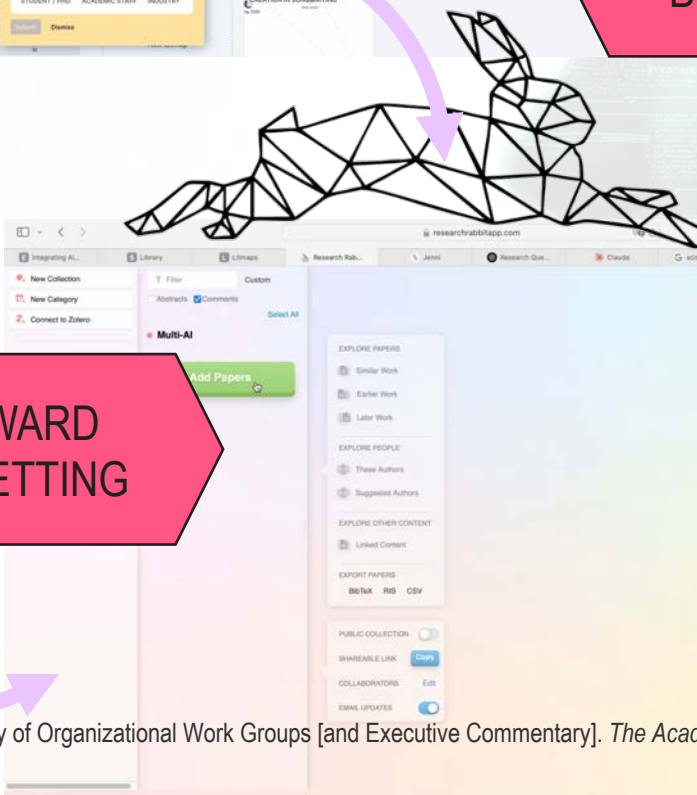 STUDENT / PHD ACADEMIC STAFF INDUSTRY
Submit Dismiss
researchrabbitapp.com
Integrating AI... Library Litmaps Research Rab... Jenni Research Que... Claude
New Collection
New Category
Connect to Zotero
Filter Custom
Abstracts Comments
Select All
Multi-AI
Add Papers
WARD
ETTING
EXPLORE PAPERS
Similar Work
Earlier Work
Later Work
EXPLORE PEOPLE
These Authors
Suggested Authors
EXPLORE OTHER CONTENT
Linked Content
EXPORT PAPERS
BibTeX RIS CSV
PUBLIC COLLECTION
SHAREABLE LINK Copy
COLLABORATORS Edit
EMAIL UPDATES
y of Organizational Work Groups [and Executive Commentary]. The Acad